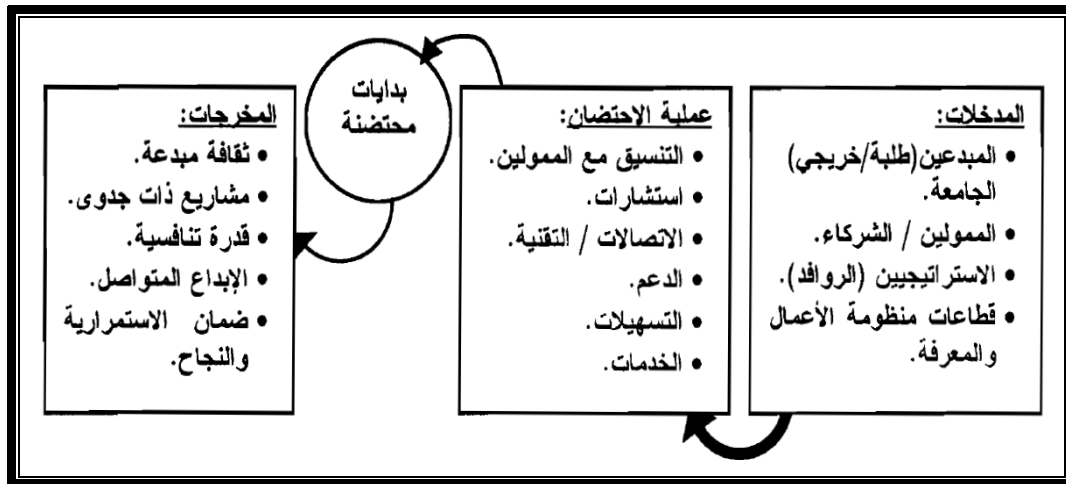 المدخلات:
• المبدعين(طلبة/خريجي)
الجامعة.
• الممولين / الشركاء.
• الاستراتيجيين (الروافد).
• قطاعات منظومة الأعمال
والمعرفة.
عملية الإحتضان:
• التنسيق مع الممولين.
• استشارات.
• الاتصالات / التقنية.
• الدعم.
• التسهيلات.
• الخدمات.
بدايات
محتضنة
المخرجات:
• ثقافة مبدعة.
• مشاريع ذات جدوى.
• قدرة تنافسية.
• الإبداع المتواصل.
• ضمان الاستمرارية
والنجاح.